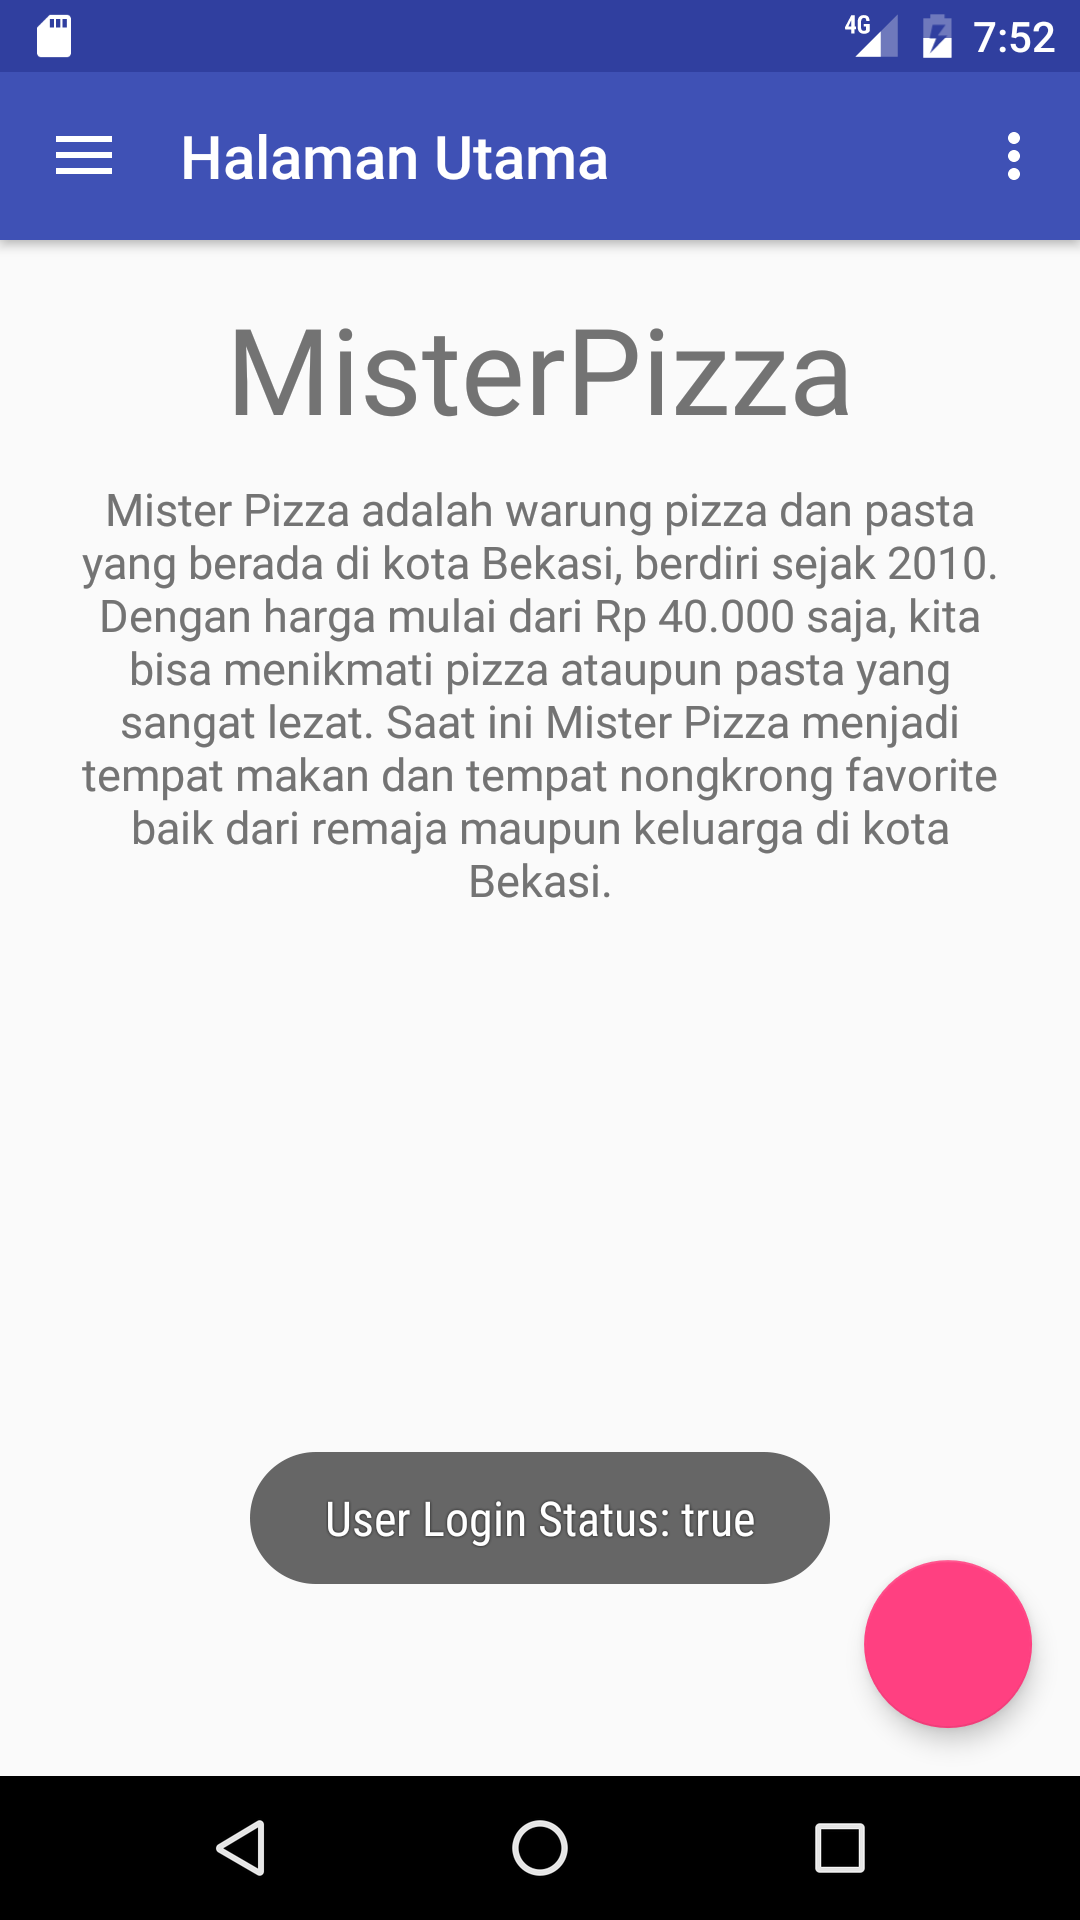 4G 7:52
Halaman Utama
MisterPizza
Mister Pizza adalah warung pizza dan pasta
yang berada di kota Bekasi, berdiri sejak 2010.
Dengan harga mulai dari Rp 40.000 saja, kita
bisa menikmati pizza ataupun pasta yang
sangat lezat. Saat ini Mister Pizza menjadi
tempat makan dan tempat nongkrong favorite
baik dari remaja maupun keluarga di kota
Bekasi.
User Login Status: true